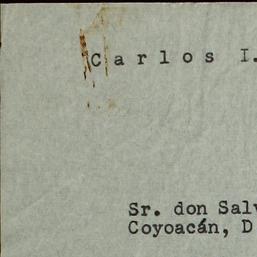 Carlos I.
Sr. don Salv
Coyoacán, D